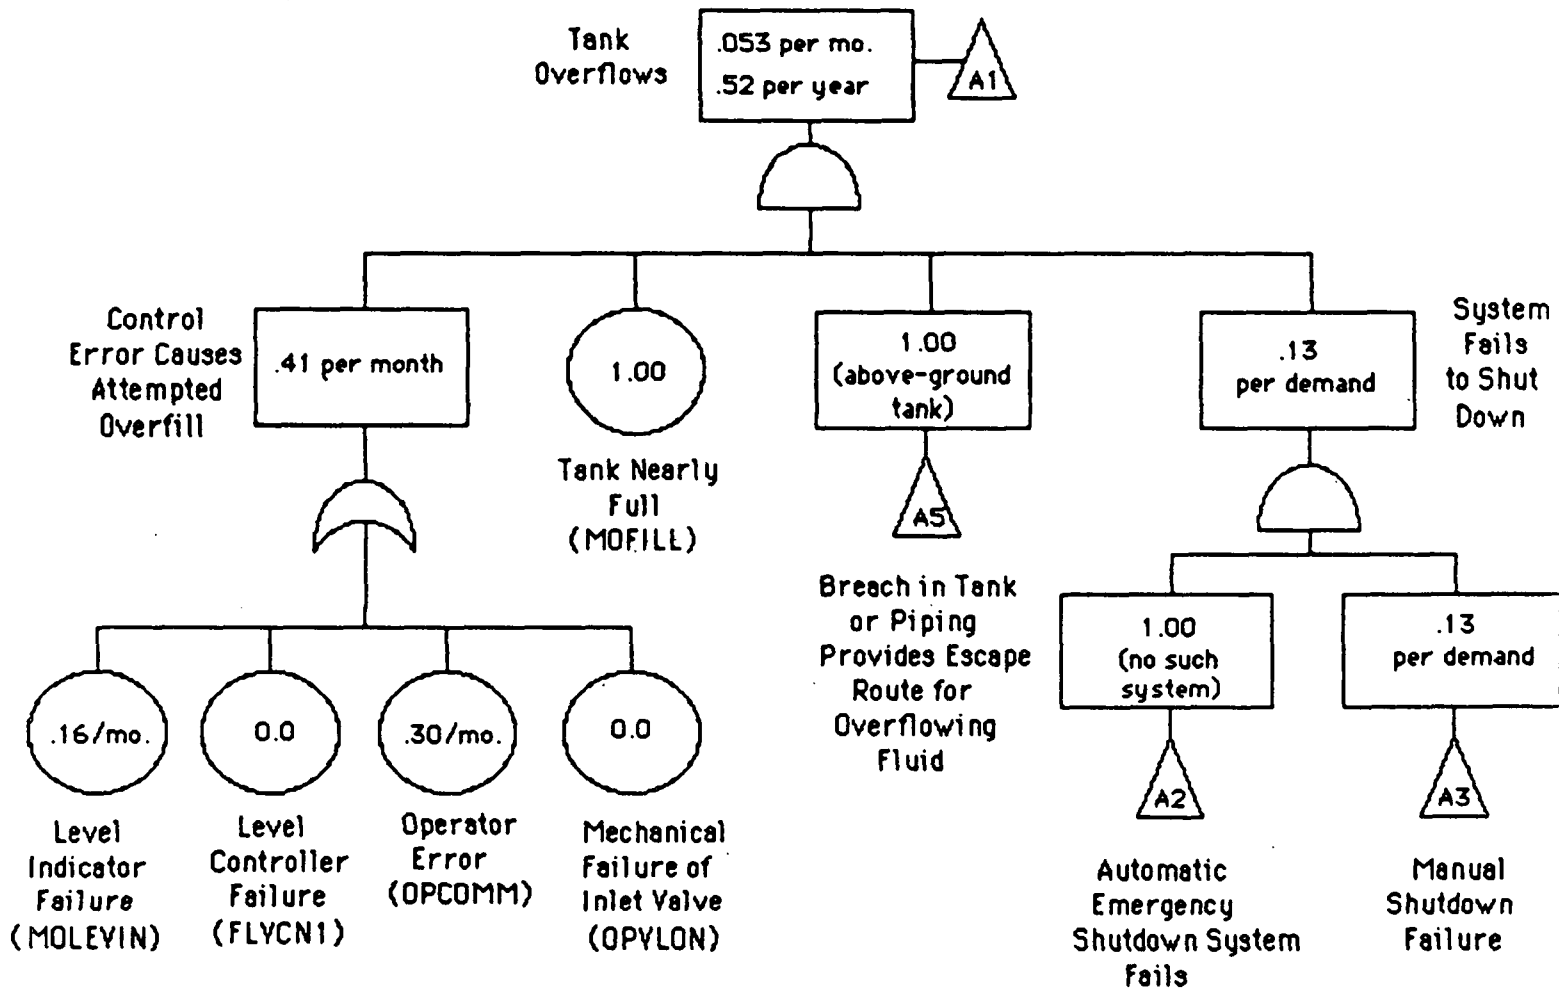 Tank
Overflows
.053 per mo.
.52 per year
A1
Control
Error Causes
Attempted
Overfill
.41 per month
1.00
Tank Nearly
Full
(MOFILL)
1.00
(above-ground
tank)
A5
Breach in Tank
or Piping
Provides Escape
Route for
Overflowing
Fluid
.13
per demand
System
Fails
to Shut
Down
.16/mo.
Level
Indicator
Failure
(MOLEVIN)
0.0
Level
Controller
Failure
(FLYCN1)
.30/mo.
Operator
Error
(OPCOMM)
0.0
Mechanical
Failure of
Inlet Valve
(OPYLON)
1.00
(no such
system)
A2
Automatic
Emergency
Shutdown System
Fails
.13
per demand
A3
Manual
Shutdown
Failure